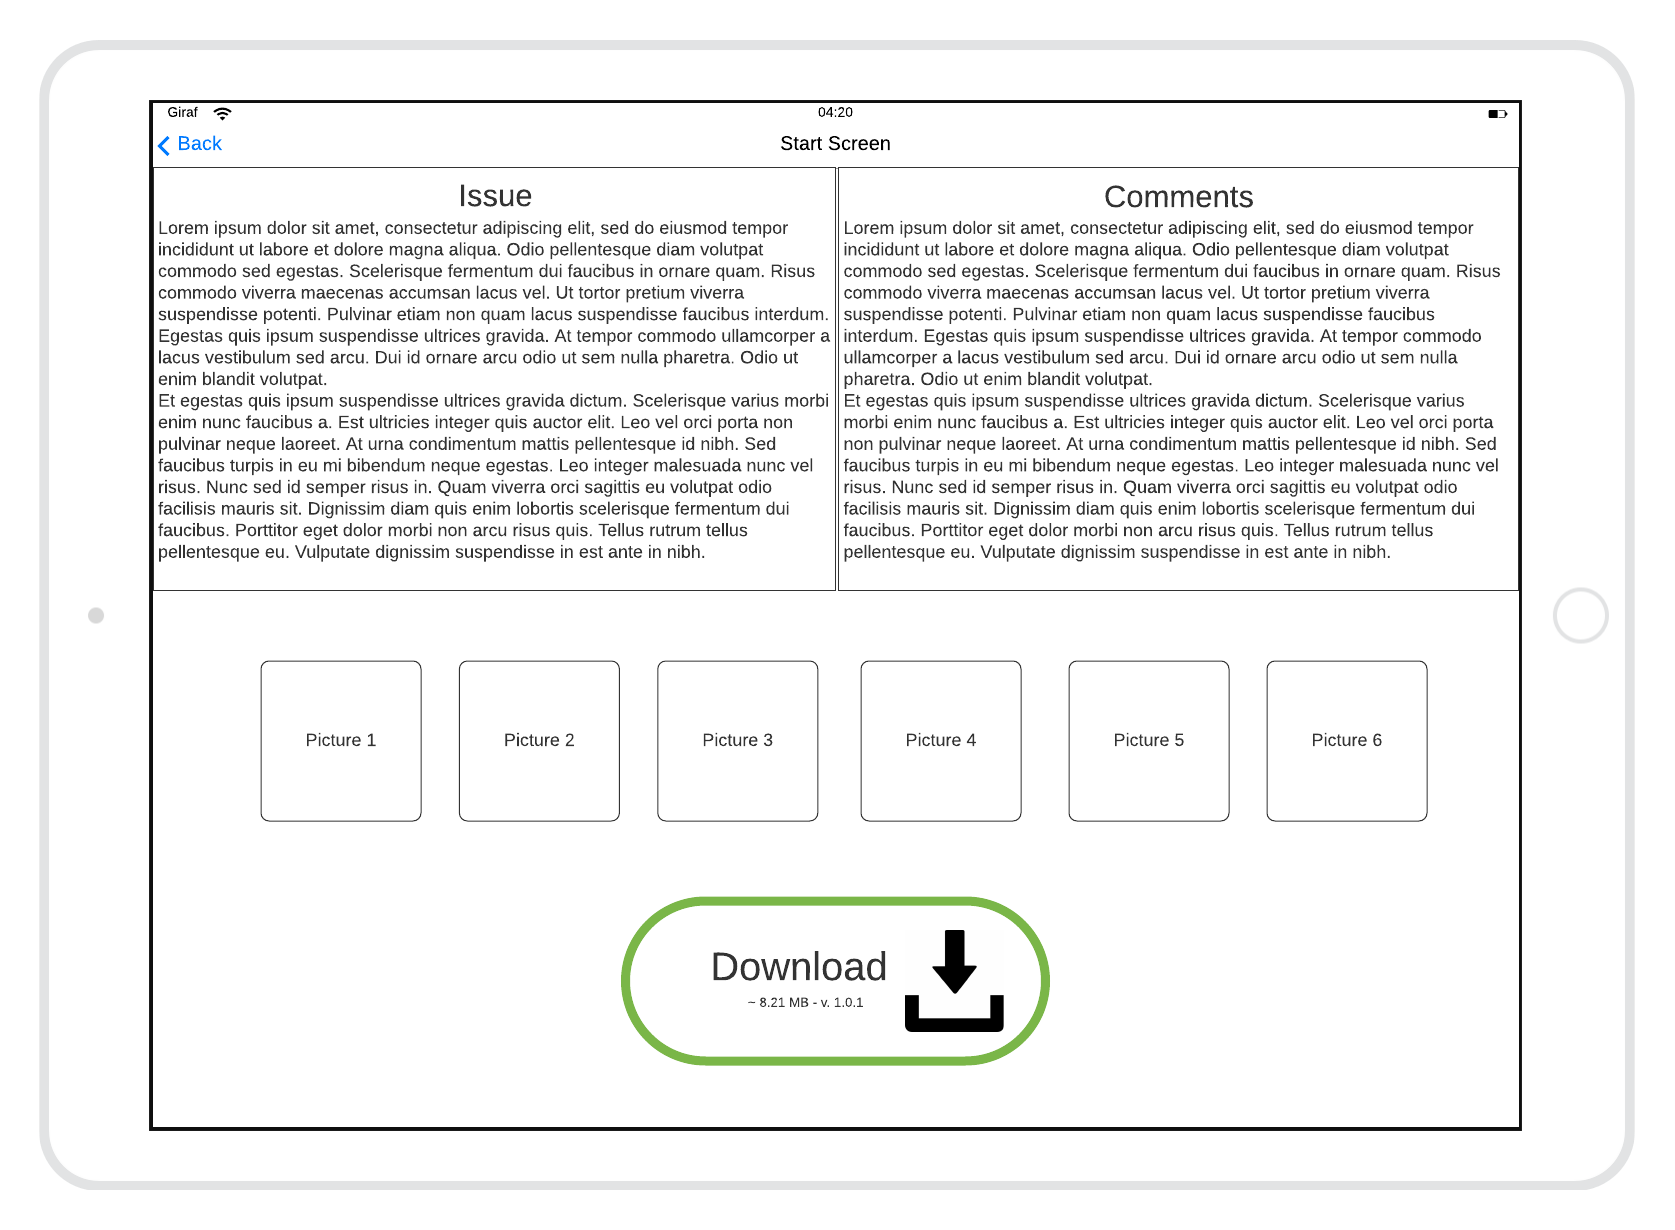 Giraf
04:20
Back
Start Screen
Issue
Lorem ipsum dolor sit amet, consectetur adipiscing elit, sed do eiusmod tempor
incididunt ut labore et dolore magna aliqua. Odio pellentesque diam volutpat
commodo sed egestas. Scelerisque fermentum dui faucibus in ornare quam. Risus
commodo viverra maecenas accumsan lacus vel. Ut tortor pretium viverra
suspendisse potenti. Pulvinar etiam non quam lacus suspendisse faucibus interdum.
Egestas quis ipsum suspendisse ultrices gravida. At tempor commodo ullamcorper a
lacus vestibulum sed arcu. Dui id ornare arcu odio ut sem nulla pharetra. Odio ut
enim blandit volutpat.
Et egestas quis ipsum suspendisse ultrices gravida dictum. Scelerisque varius morbi
enim nunc faucibus a. Est ultricies integer quis auctor elit. Leo vel orci porta non
pulvinar neque laoreet. At urna condimentum mattis pellentesque id nibh. Sed
faucibus turpis in eu mi bibendum neque egestas. Leo integer malesuada nunc vel
risus. Nunc sed id semper risus in. Quam viverra orci sagittis eu volutpat odio
facilisis mauris sit. Dignissim diam quis enim lobortis scelerisque fermentum dui
faucibus. Porttitor eget dolor morbi non arcu risus quis. Tellus rutrum tellus
pellentesque eu. Vulputate dignissim suspendisse in est ante in nibh.
Comments
Lorem ipsum dolor sit amet, consectetur adipiscing elit, sed do eiusmod tempor
incididunt ut labore et dolore magna aliqua. Odio pellentesque diam volutpat
commodo sed egestas. Scelerisque fermentum dui faucibus in ornare quam. Risus
commodo viverra maecenas accumsan lacus vel. Ut tortor pretium viverra
suspendisse potenti. Pulvinar etiam non quam lacus suspendisse faucibus
interdum. Egestas quis ipsum suspendisse ultrices gravida. At tempor commodo
ullamcorper a lacus vestibulum sed arcu. Dui id ornare arcu odio ut sem nulla
pharetra. Odio ut enim blandit volutpat.
Et egestas quis ipsum suspendisse ultrices gravida dictum. Scelerisque varius
morbi enim nunc faucibus a. Est ultricies integer quis auctor elit. Leo vel orci porta
non pulvinar neque laoreet. At urna condimentum mattis pellentesque id nibh. Sed
faucibus turpis in eu mi bibendum neque egestas. Leo integer malesuada nunc vel
risus. Nunc sed id semper risus in. Quam viverra orci sagittis eu volutpat odio
facilisis mauris sit. Dignissim diam quis enim lobortis scelerisque fermentum dui
faucibus. Porttitor eget dolor morbi non arcu risus quis. Tellus rutrum tellus
pellentesque eu. Vulputate dignissim suspendisse in est ante in nibh.
Picture 1
Picture 2
Picture 3
Picture 4
Picture 5
Picture 6
Download
~ 8.21 MB - v. 1.0.1